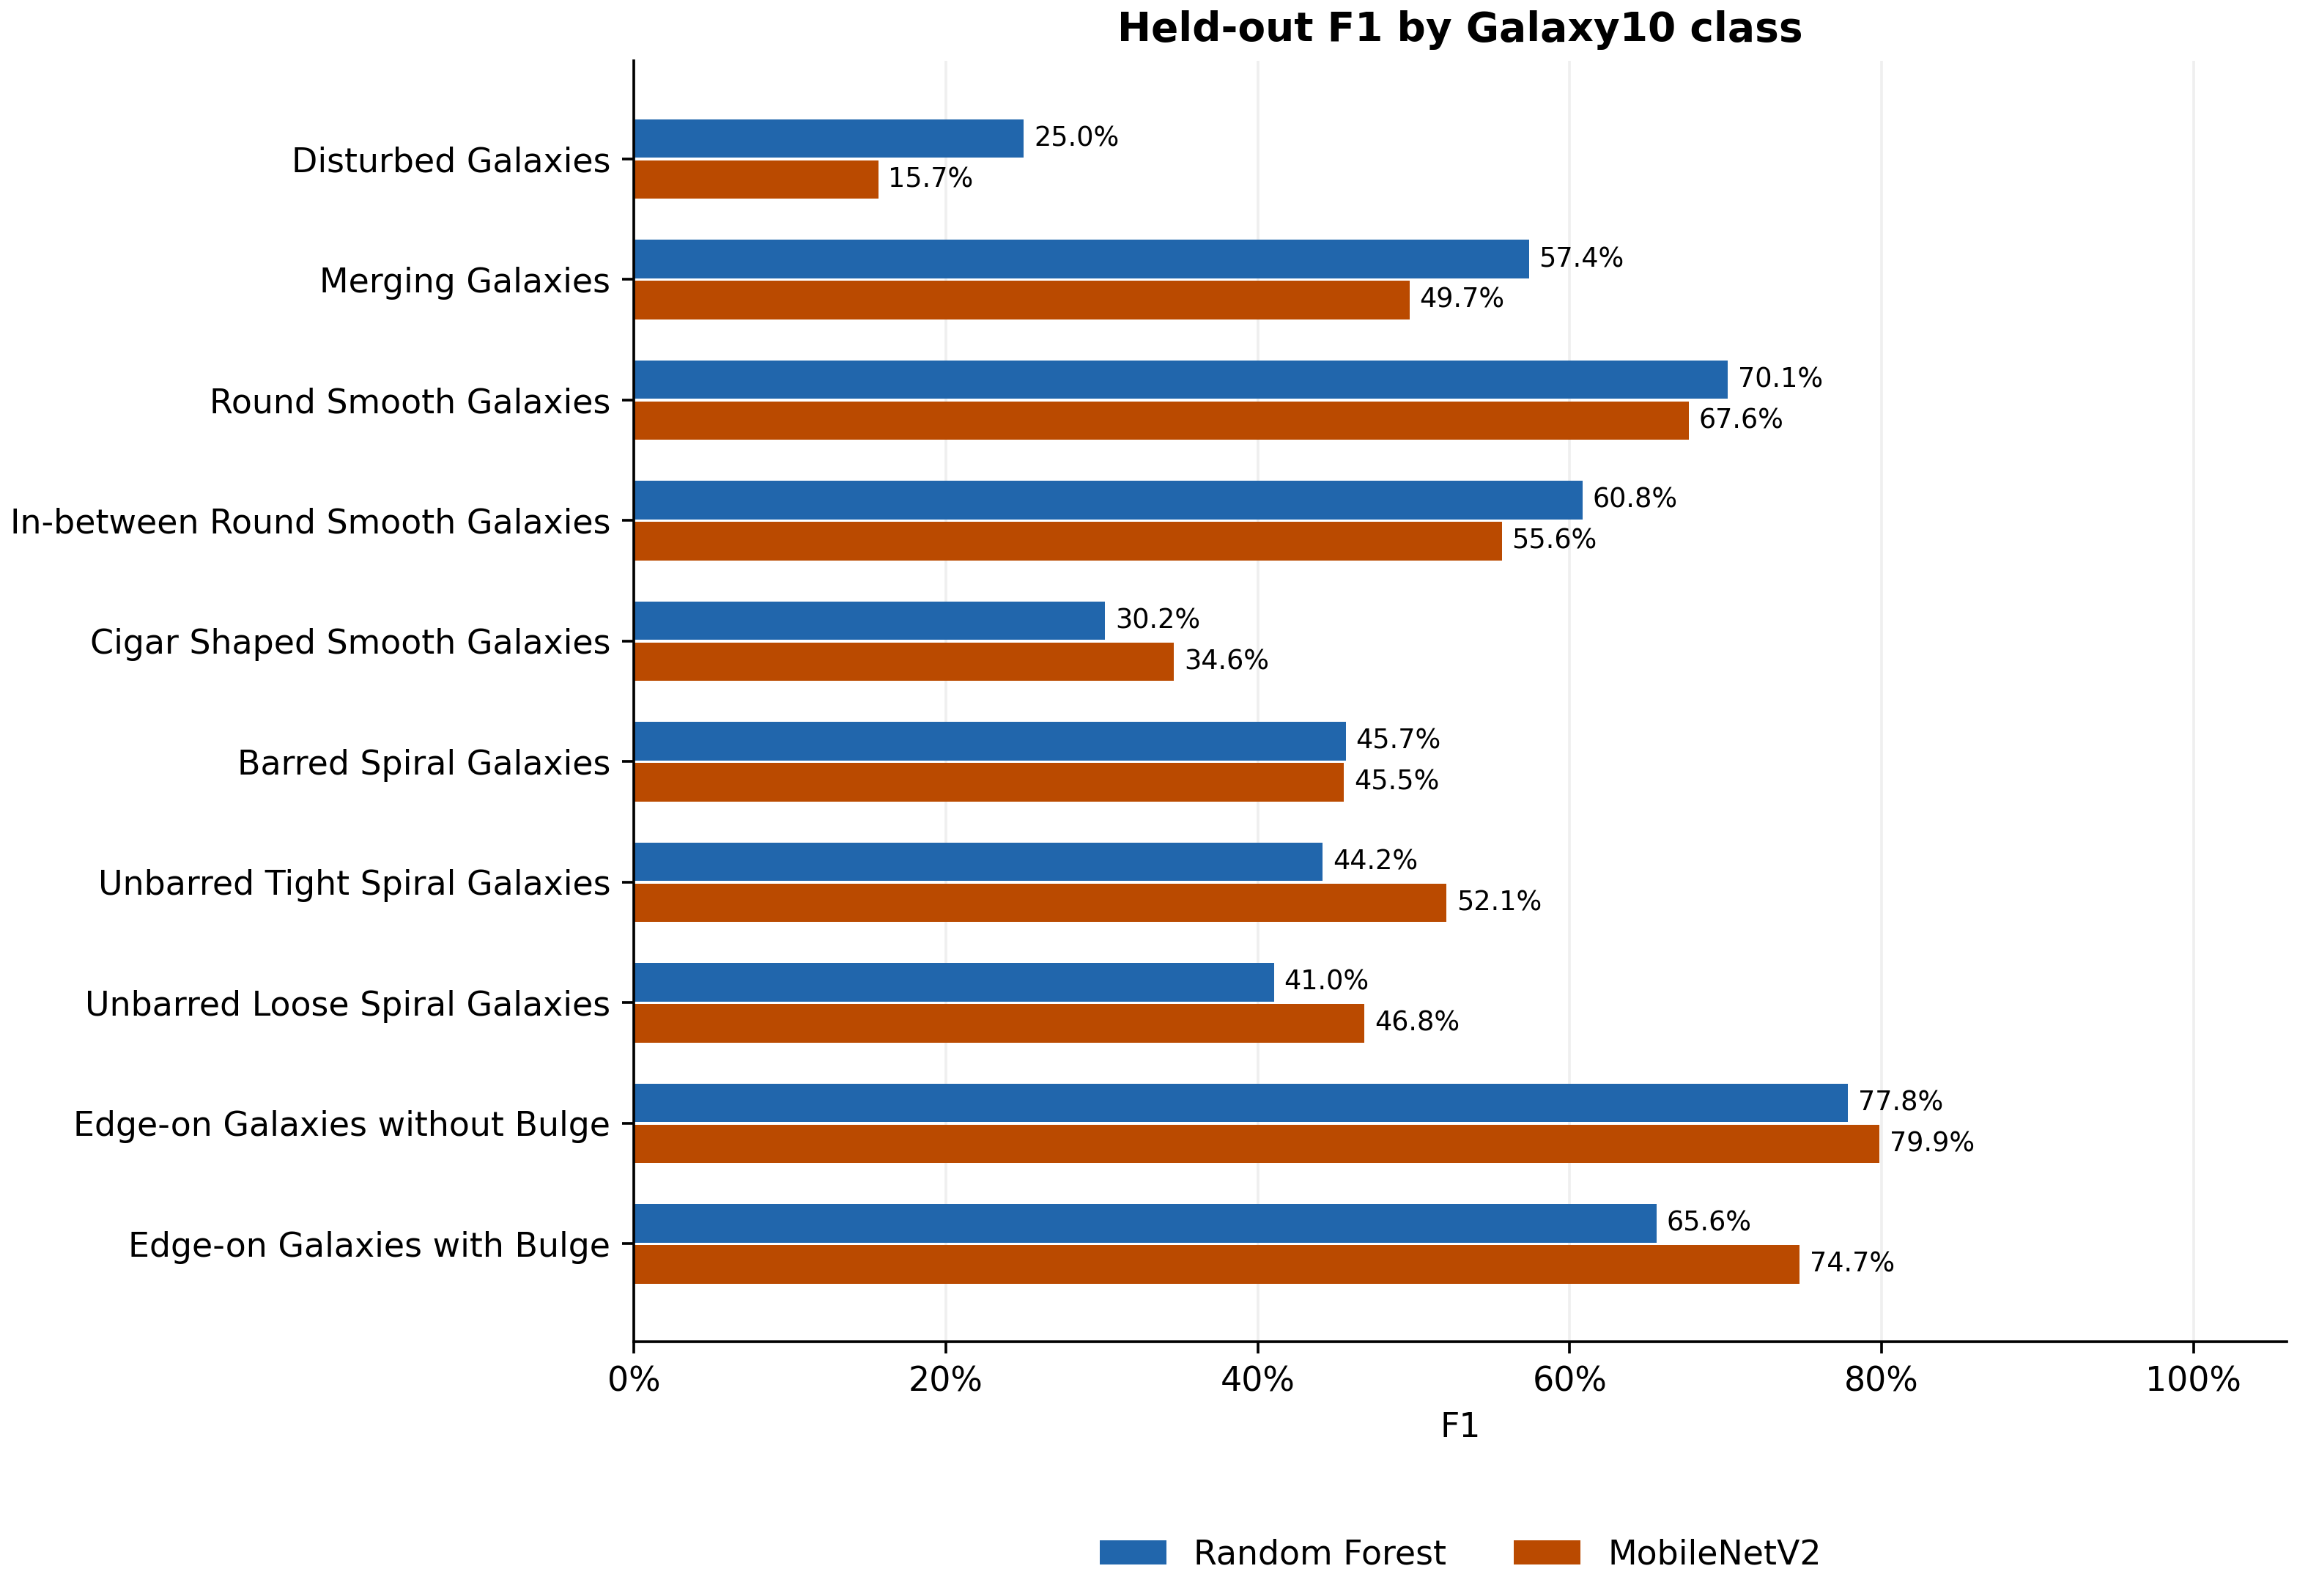 Held-out F1 by Galaxy10 class
Disturbed Galaxies
25.0%
15.7%
Merging Galaxies
57.4%
49.7%
Round Smooth Galaxies
70.1%
67.6%
In-between Round Smooth Galaxies
60.8%
55.6%
Cigar Shaped Smooth Galaxies
30.2%
34.6%
Barred Spiral Galaxies
45.7%
45.5%
Unbarred Tight Spiral Galaxies
44.2%
52.1%
Unbarred Loose Spiral Galaxies
41.0%
46.8%
Edge-on Galaxies without Bulge
77.8%
79.9%
Edge-on Galaxies with Bulge
65.6%
74.7%
0% 20% 40% 60% 80% 100%
F1
Random Forest MobileNetV2